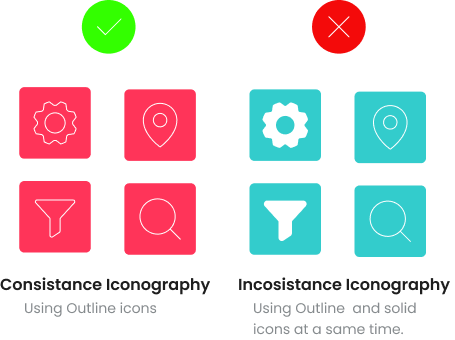 Consistance Iconography
Using Outline icons
Incosistance Iconography
Using Outline and solid
icons at a same time.